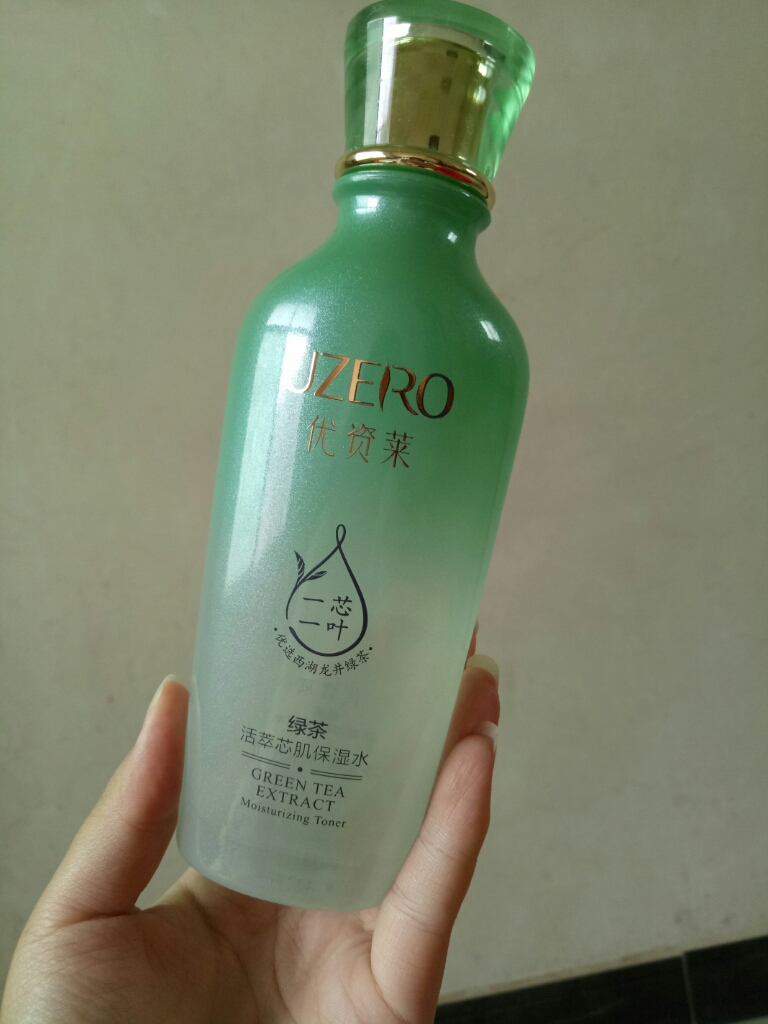 UZERO
优资莱
一芯
一叶
·优选西湖龙井绿茶·
绿茶
活萃芯肌保湿水
GREEN TEA
EXTRACT
Moisturizing Toner